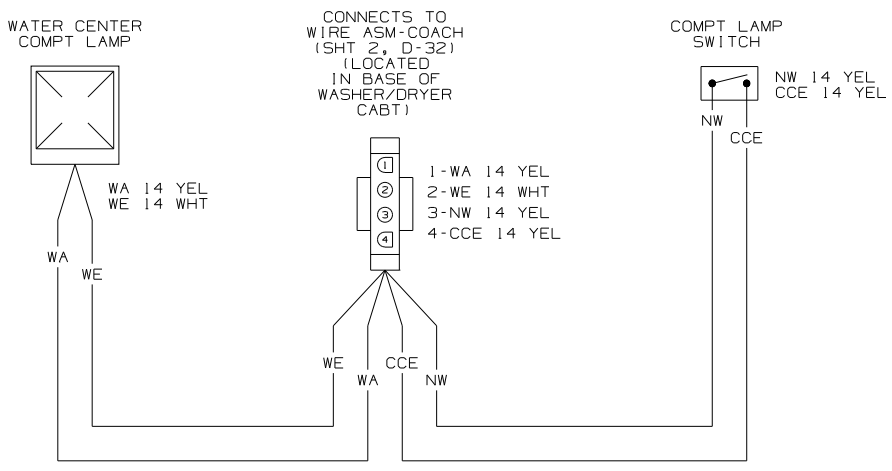 WATER CENTER
COMPT LAMP
CONNECTS TO
WIRE ASM-COACH
(SHT 2, D-32)
(LOCATED
IN BASE OF
WASHER/DRYER
CABT)
COMPT LAMP
SWITCH
NW 14 YEL
CCE 14 YEL
NW
CCE
WA 14 YEL
WE 14 WHT
1
2
3
4
1-WA 14 YEL
2-WE 14 WHT
3-NW 14 YEL
4-CCE 14 YEL
WA
WE
WE
WA
CCE
NW